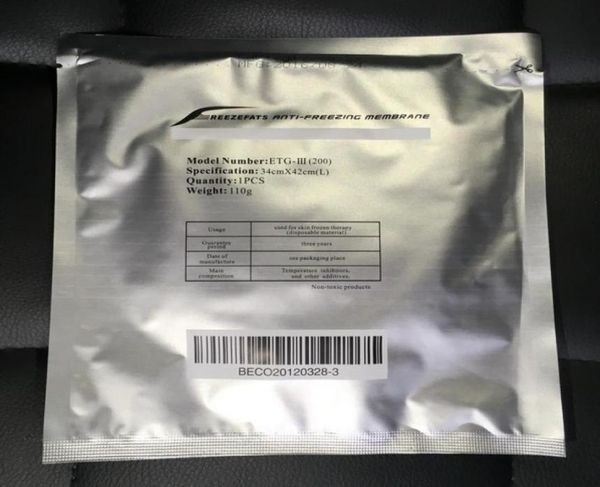 FREEZEFATS ANTI-FREEZING MEMBRANE
Model Number:ETG-III(200)
Specification: 34cmX42cm(L)
Quantity: 1PCS
Weight: 110g
Usage used for skin frozen therapy (disposable material)
Guarantee period three years
Date of manufacture one packaging place
Main composition Temperature inhibitors, and other additives.
Non-toxic products
BECO20120328-3